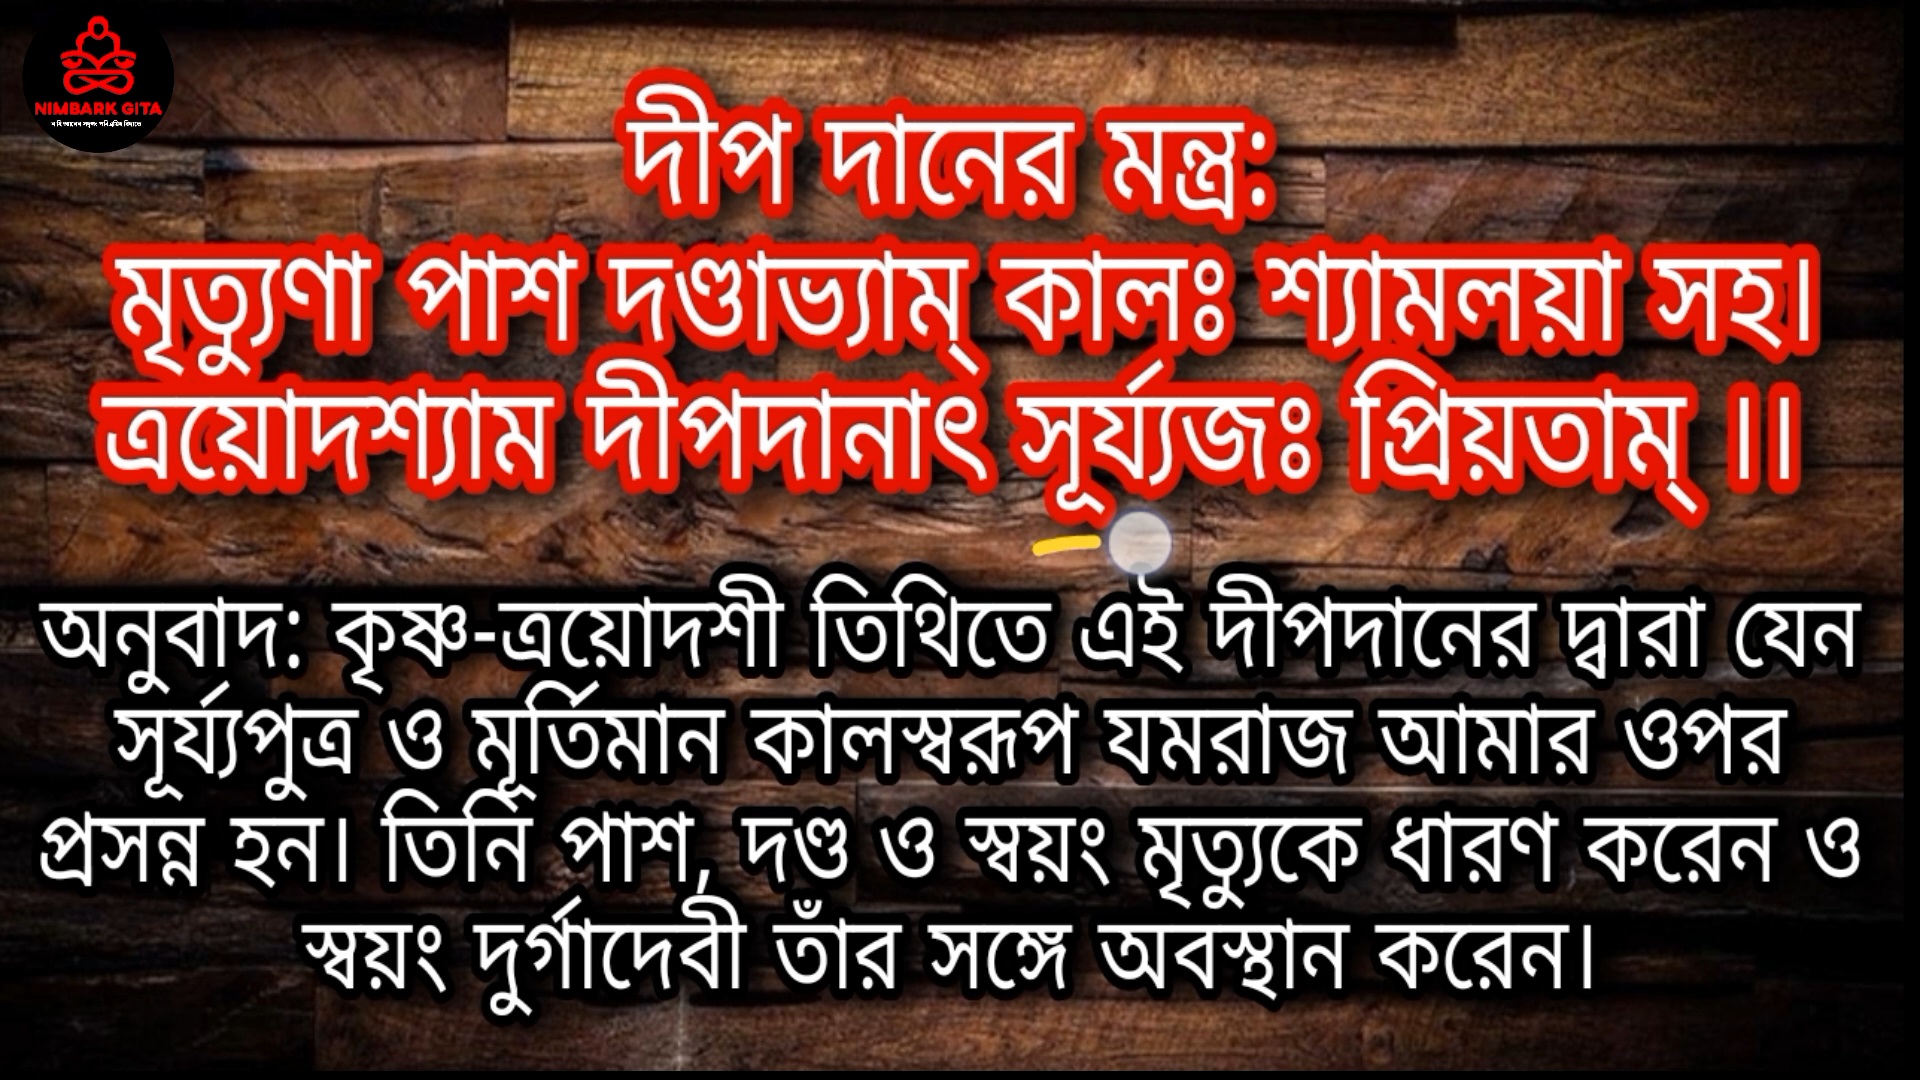 NIMBARK GITA
দীপ দানের মন্ত্র:
মৃত্যুণা পাশ দণ্ডাভ্যাম্ কালঃ শ্যামলয়া সহ।
ত্রয়োদশ্যাম দীপদানাৎ সূর্য্যজঃ প্রিয়তাম্ ।।
অনুবাদ: কৃষ্ণ-ত্রয়োদশী তিথিতে এই দীপদানের দ্বারা যেন
সূর্য্যপুত্র ও মূর্তিমান কালস্বরূপ যমরাজ আমার ওপর
প্রসন্ন হন। তিনি পাশ, দণ্ড ও স্বয়ং মৃত্যুকে ধারণ করেন ও
স্বয়ং দুর্গাদেবী তাঁর সঙ্গে অবস্থান করেন।